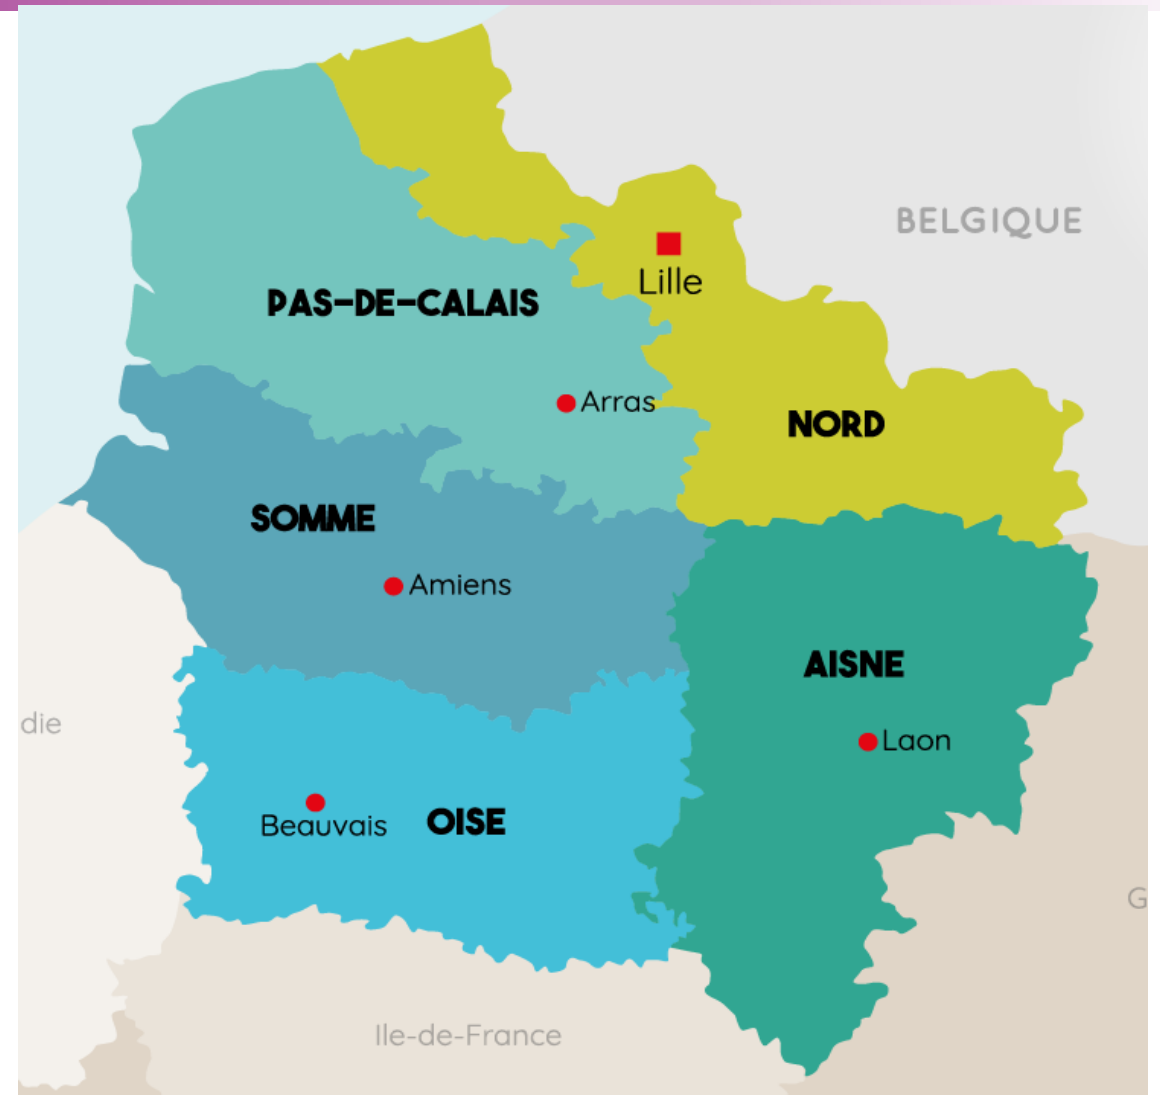 BELGIQUE
Lille
PAS-DE-CALAIS
Arras
NORD
SOMME
Amiens
AISNE
die
Laon
Beauvais
OISE
G
Ile-de-France